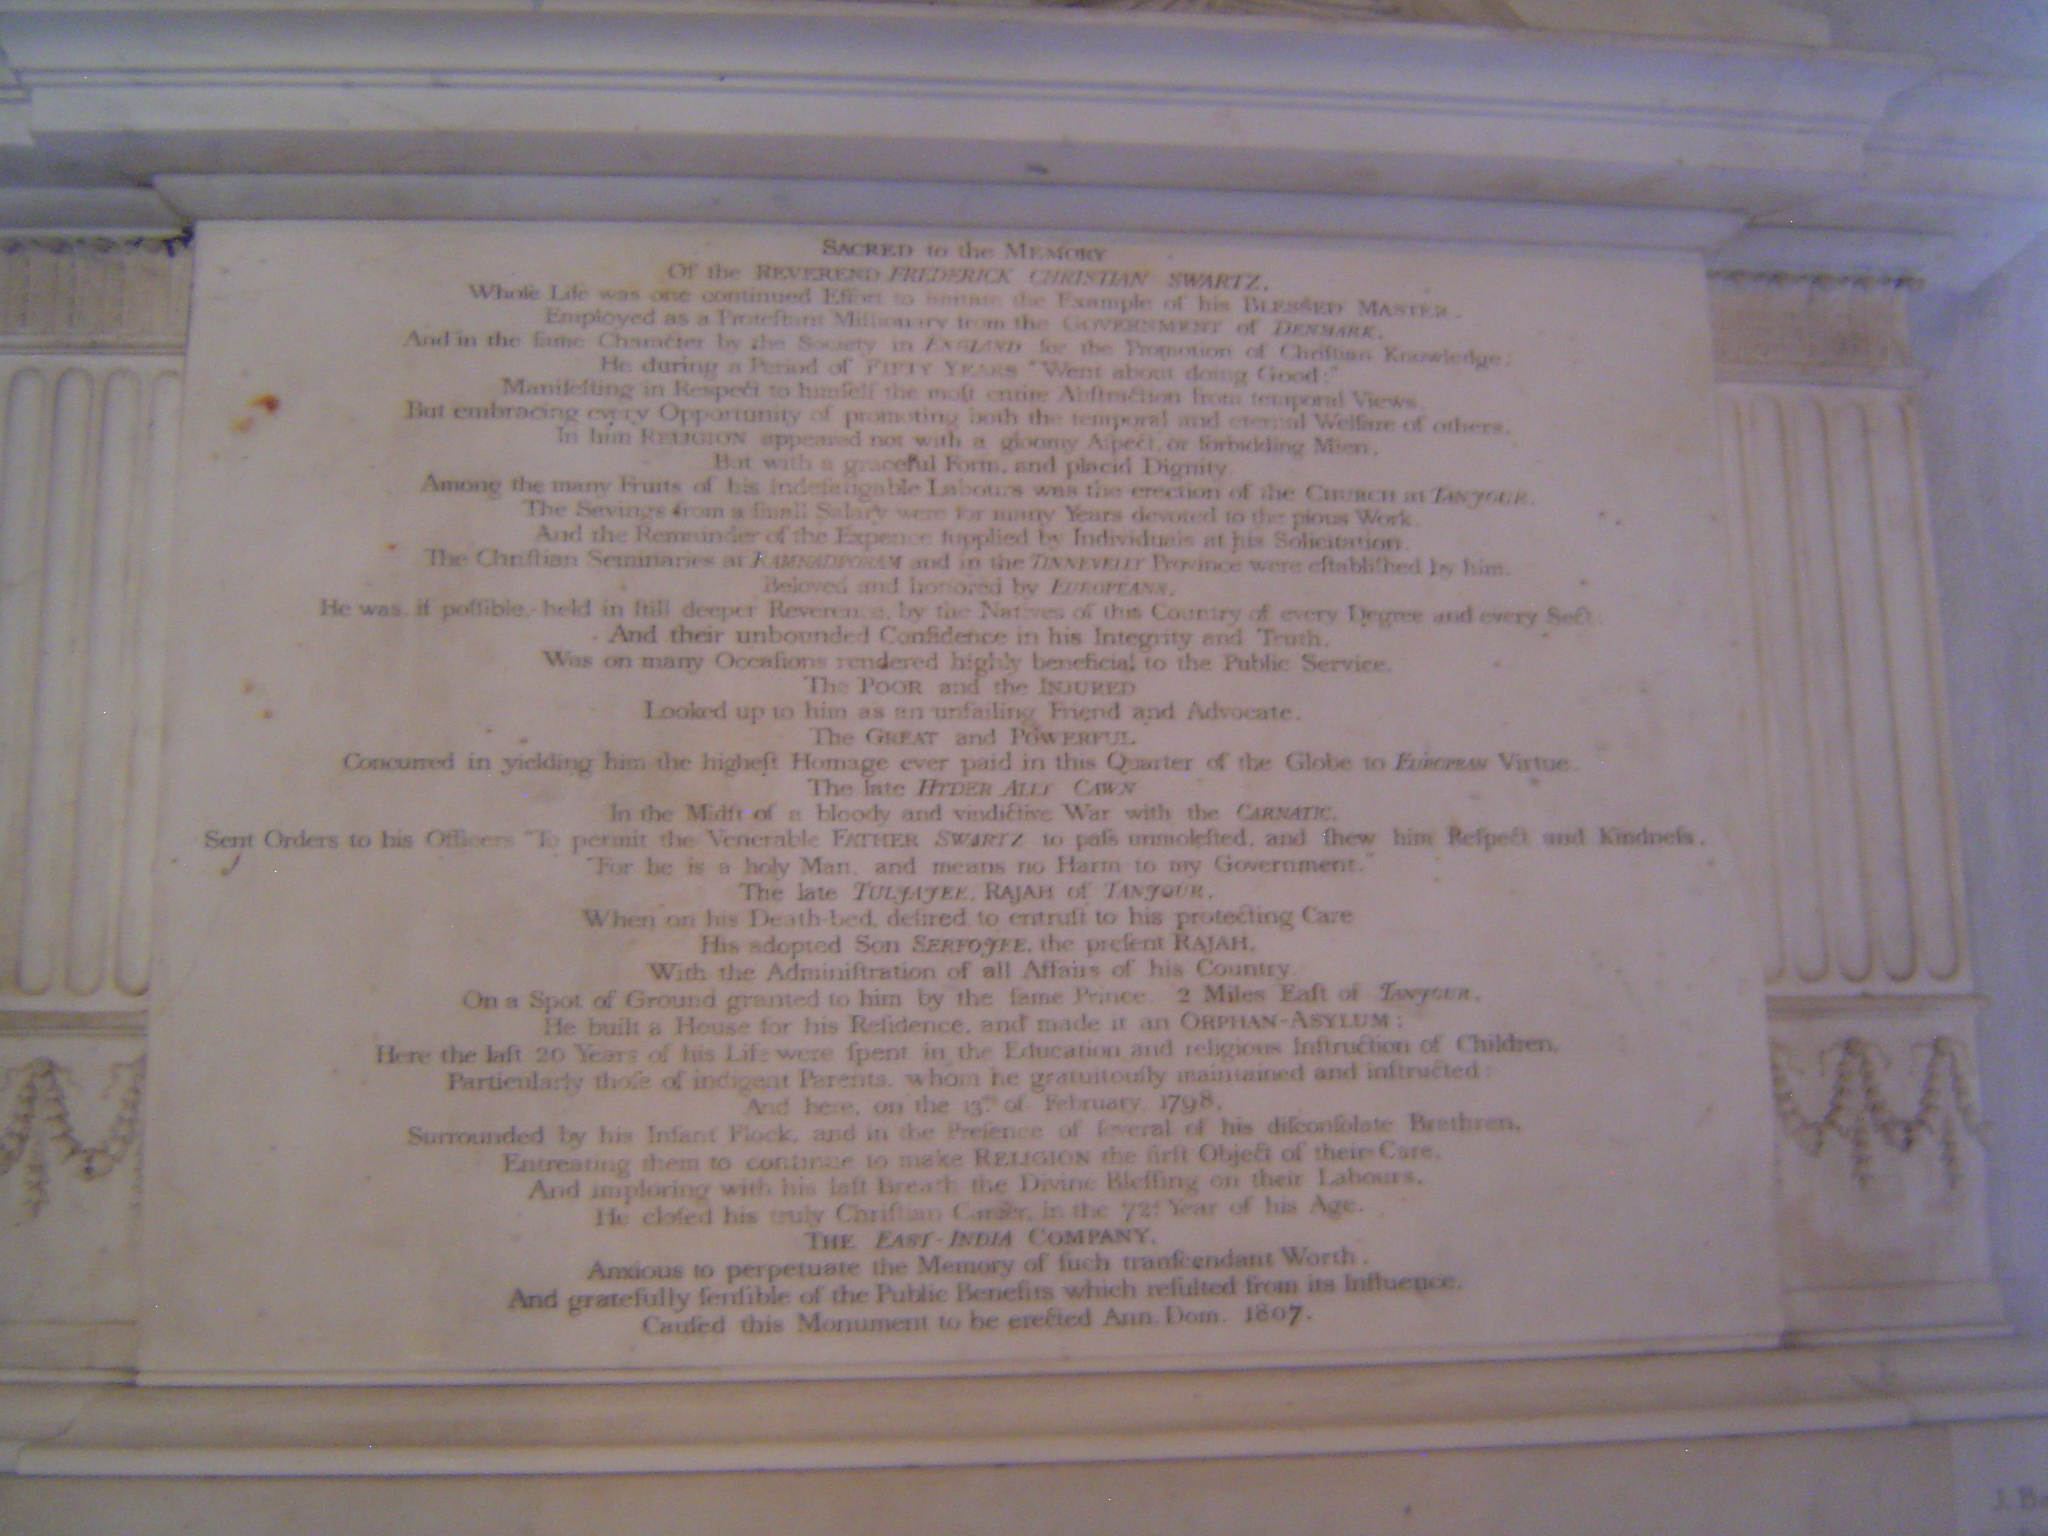 SACRED to the MEMORY
Of the REVEREND FREDERICK CHRISTIAN SWARTZ.
Whoſe Life was one continued Effort to imitate the Example of his BLESSED MASTER.
Employed as a Proteſtant Miſſionary from the GOVERNMENT of DENMARK,
And in the ſame Character by the Society in ENGLAND for the Promotion of Chriſtian Knowledge:
He during a Period of FIFTY YEARS "Went about doing Good:"
Manifeſting in Respect to himſelf the moſt entire Abſtraction from temporal Views,
But embracing every Opportunity of promoting both the temporal and eternal Welfare of others.
In him RELIGION appeared not with a gloomy Aſpect, or forbidding Mien,
But with a graceful Form, and placid Dignity.
Among the many Fruits of his indefatigable Labours was the erection of the CHURCH at TANJOUR.
The Savings from a ſmall Salary were for many Years devoted to the pious Work,
And the Remainder of the Expence ſupplied by Individuals at his Solicitation.
The Chriſtian Seminaries at RAMNADPORAM and in the TINNEVELLY Province were eſtabliſhed by him.
Beloved and honored by EUROPEANS,
He was, if poſſible, held in ſtill deeper Reverence, by the Natives of this Country of every Degree and every Sect:
And their unbounded Confidence in his Integrity and Truth,
Was on many Occaſions rendered highly beneficial to the Public Service.
The POOR and the INJURED
Looked up to him as an unfailing Friend and Advocate.
The GREAT and POWERFUL
Concurred in yielding him the higheſt Homage ever paid in this Quarter of the Globe to EUROPEAN Virtue.
The late HYDER ALLY CAWN
In the Midſt of a bloody and vindictive War with the CARNATIC,
Sent Orders to his Officers "To permit the Venerable FATHER SWARTZ to paſs unmoleſted, and ſhew him Reſpect and Kindneſs,
"For he is a holy Man, and means no Harm to my Government."
The late TULJAJEE, RAJAH of TANJOUR,
When on his Death-bed, deſired to entruſt to his protecting Care
His adopted Son SERFOJEE, the preſent RAJAH,
With the Adminiſtration of all Affairs of his Country.
On a Spot of Ground granted to him by the ſame Prince, 2 Miles Eaſt of TANJOUR,
He built a House for his Reſidence, and made it an ORPHAN-ASYLUM:
Here the laſt 20 Years of his Life were ſpent in the Education and religious Inſtruction of Children,
Particularly thoſe of indigent Parents, whom he gratuitouſly maintained and inſtructed:
And here, on the 13th of February, 1798,
Surrounded by his Infant Flock, and in the Preſence of ſeveral of his diſconſolate Brethren,
Entreating them to continue to make RELIGION the firſt Object of their Care,
And imploring with his laſt Breath the Divine Bleſſing on their Labours,
He cloſed his truly Chriſtian Career, in the 72d Year of his Age.
THE EAST-INDIA COMPANY,
Anxious to perpetuate the Memory of ſuch tranſcendant Worth,
And gratefully ſenſible of the Public Benefits which reſulted from its Influence,
Cauſed this Monument to be erected Ann. Dom. 1807.